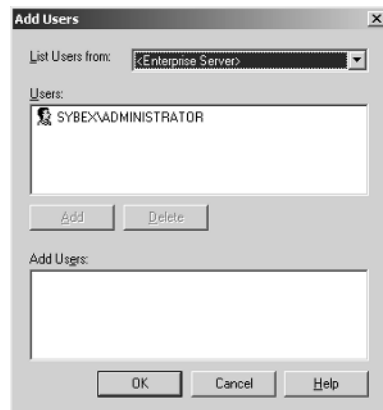 Add Users
List Users from: <Enterprise Server>
Users:
SYBEX\ADMINISTRATOR
Add Delete
Add Users:
OK Cancel Help